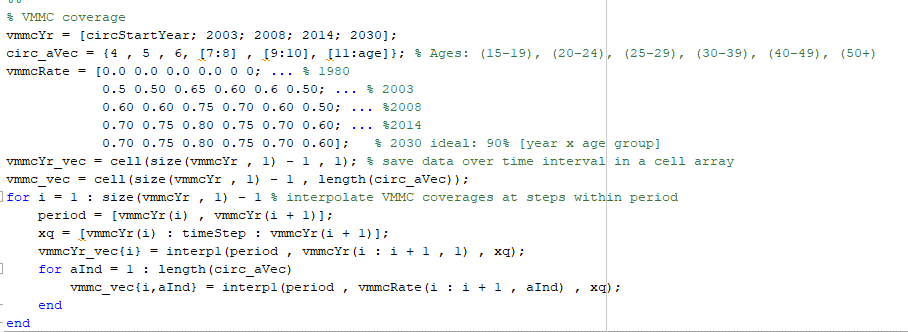 % VMMC coverage
vmmcYr = [circStartYear; 2003; 2008; 2014; 2030];
circ_aVec = {4 , 5 , 6, [7:8] , [9:10], [11:age]}; % Ages: (15-19), (20-24), (25-29), (30-39), (40-49), (50+)
vmmcRate = [0.0 0.0 0.0 0.0 0 0; ... % 1980
0.5 0.50 0.65 0.60 0.6 0.50; ... % 2003
0.60 0.60 0.75 0.70 0.60 0.50; ... %2008
0.70 0.75 0.80 0.75 0.70 0.60; ... %2014
0.70 0.75 0.80 0.75 0.70 0.60]; % 2030 ideal: 90% [year x age group]
vmmcYr_vec = cell(size(vmmcYr , 1) - 1 , 1); % save data over time interval in a cell array
vmmc_vec = cell(size(vmmcYr , 1) - 1 , length(circ_aVec));
for i = 1 : size(vmmcYr , 1) - 1 % interpolate VMMC coverages at steps within period
period = [vmmcYr(i) , vmmcYr(i + 1)];
xq = [vmmcYr(i) : timeStep : vmmcYr(i + 1)];
vmmcYr_vec{i} = interp1(period , vmmcYr(i : i + 1 , 1) , xq);
for aInd = 1 : length(circ_aVec)
vmmc_vec{i,aInd} = interp1(period , vmmcRate(i : i + 1 , aInd) , xq);
end
end